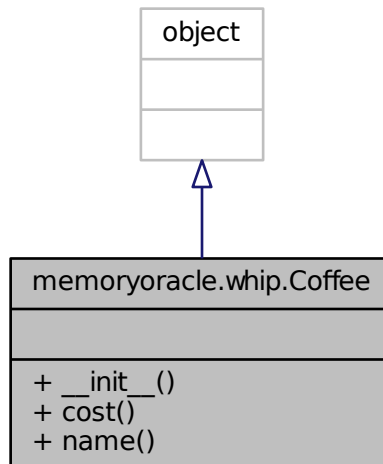 object
memoryoracle.whip.Coffee
+ __init__()
+ cost()
+ name()